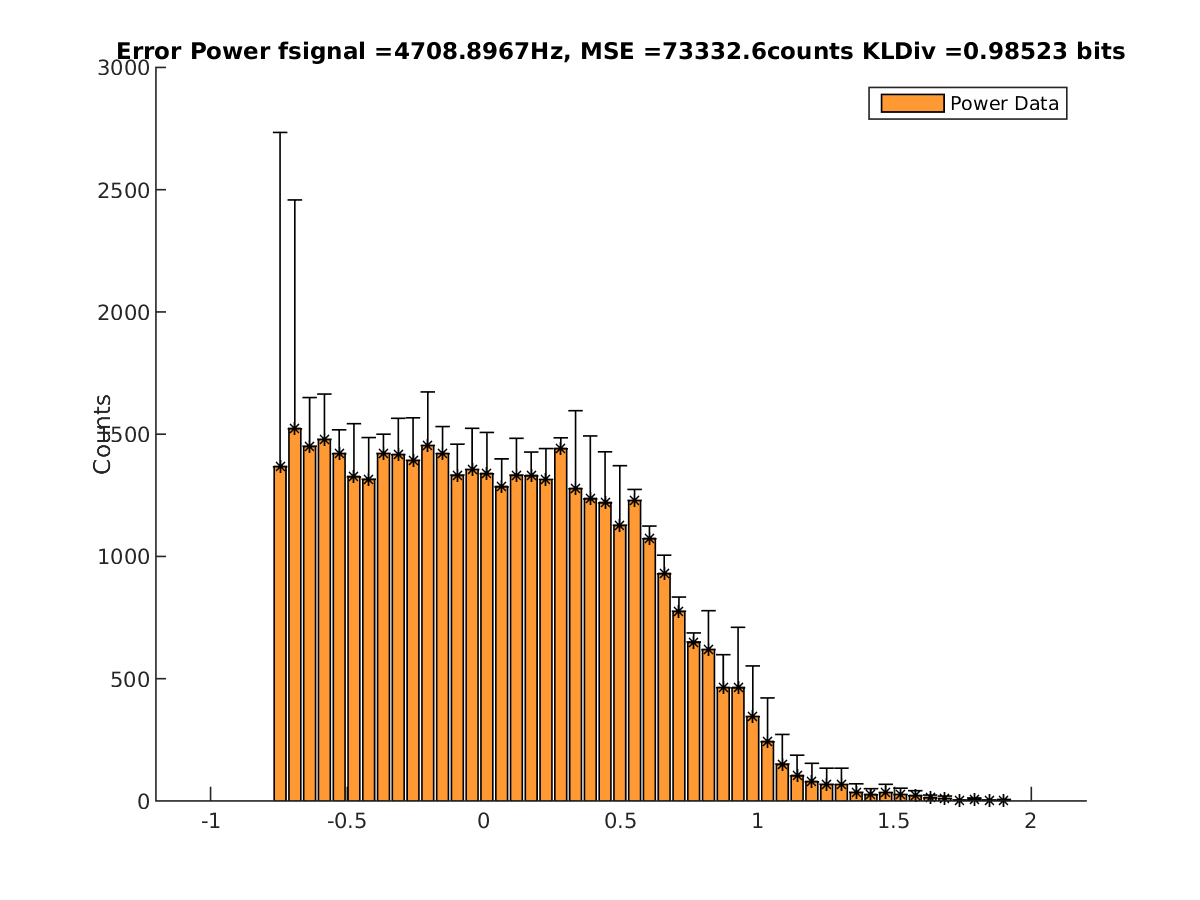 Error Power fsignal =4708.8967Hz, MSE =73332.6counts KLDiv =0.98523 bits
3000
Power Data
2500
2000
1500
Counts
1000
500
0
-1 -0.5 0 0.5 1 1.5 2